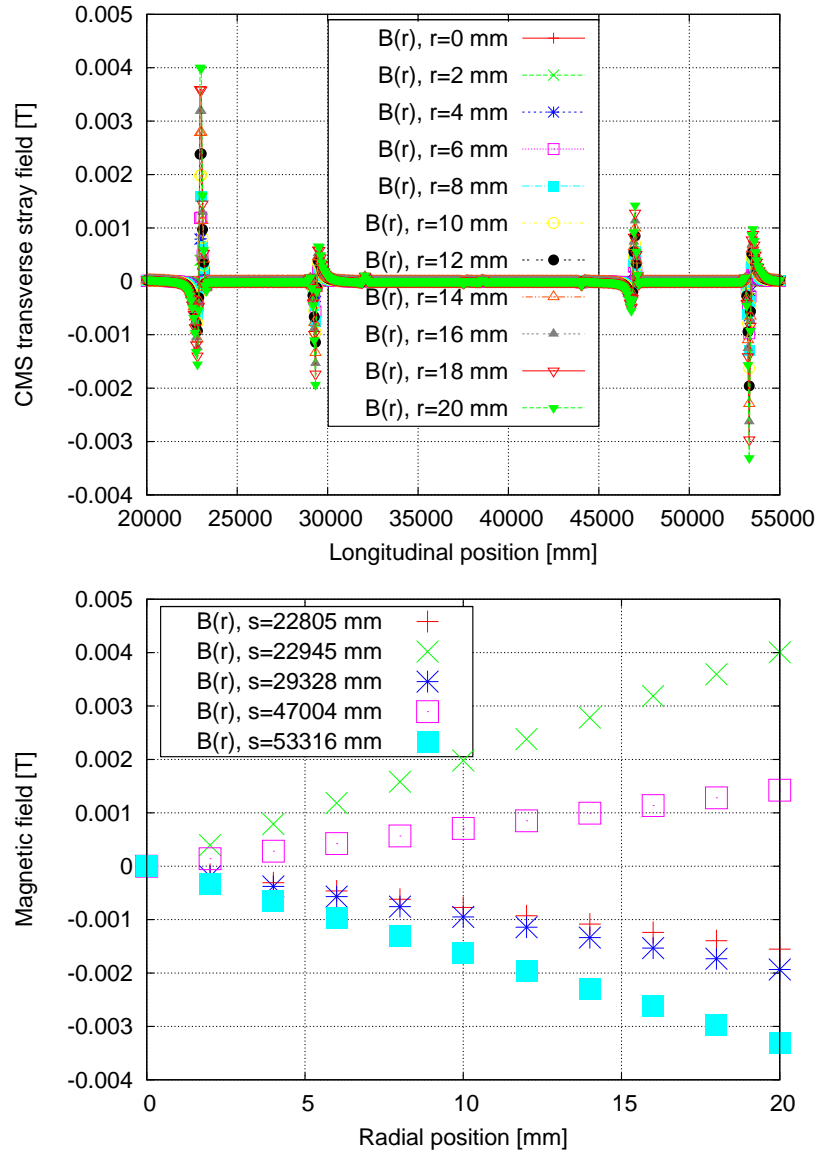 0.005
0.004
0.003
0.002
0.001
0
-0.001
-0.002
-0.003
-0.004
CMS transverse stray field [T]
B(r), r=0 mm
B(r), r=2 mm
B(r), r=4 mm
B(r), r=6 mm
B(r), r=8 mm
B(r), r=10 mm
B(r), r=12 mm
B(r), r=14 mm
B(r), r=16 mm
B(r), r=18 mm
B(r), r=20 mm
20000 25000 30000 35000 40000 45000 50000 55000
Longitudinal position [mm]
0.005
0.004
0.003
0.002
0.001
0
-0.001
-0.002
-0.003
-0.004
Magnetic field [T]
B(r), s=22805 mm
B(r), s=22945 mm
B(r), s=29328 mm
B(r), s=47004 mm
B(r), s=53316 mm
0 5 10 15 20
Radial position [mm]